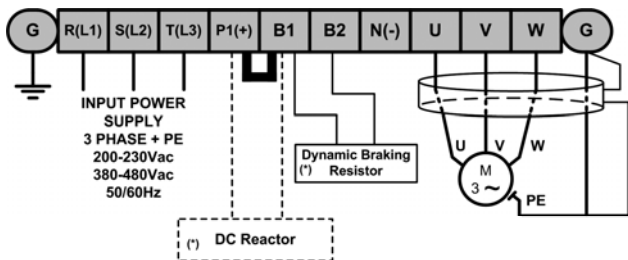 G R(L1) S(L2) T(L3) P1(+) B1 B2 N(-) U V W G
INPUT POWER
SUPPLY
3 PHASE + PE
200-230Vac
380-480Vac
50/60Hz
Dynamic Braking
(*) Resistor
U V W
M
3 ~
PE
(*) DC Reactor